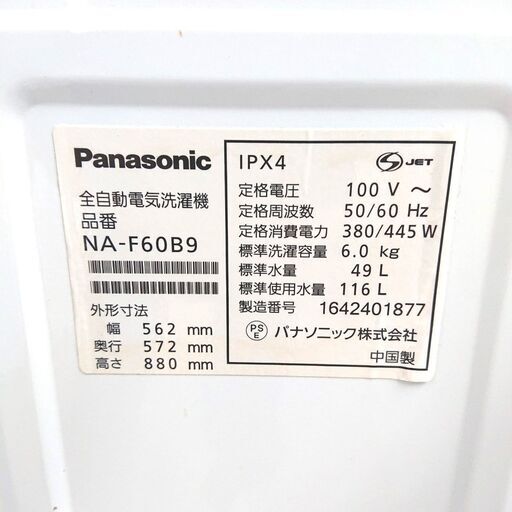 Panasonic
全自動電気洗濯機
品番
NA-F60B9
外形寸法
幅 562 mm
奥行 572 mm
高さ 880 mm
IPX4
S JET
定格電圧 100 V ～
定格周波数 50/60 Hz
定格消費電力 380/445 W
標準洗濯容量 6.0 kg
標準水量 49 L
標準使用水量 116 L
製造番号 1642401877
PSE パナソニック株式会社
中国製